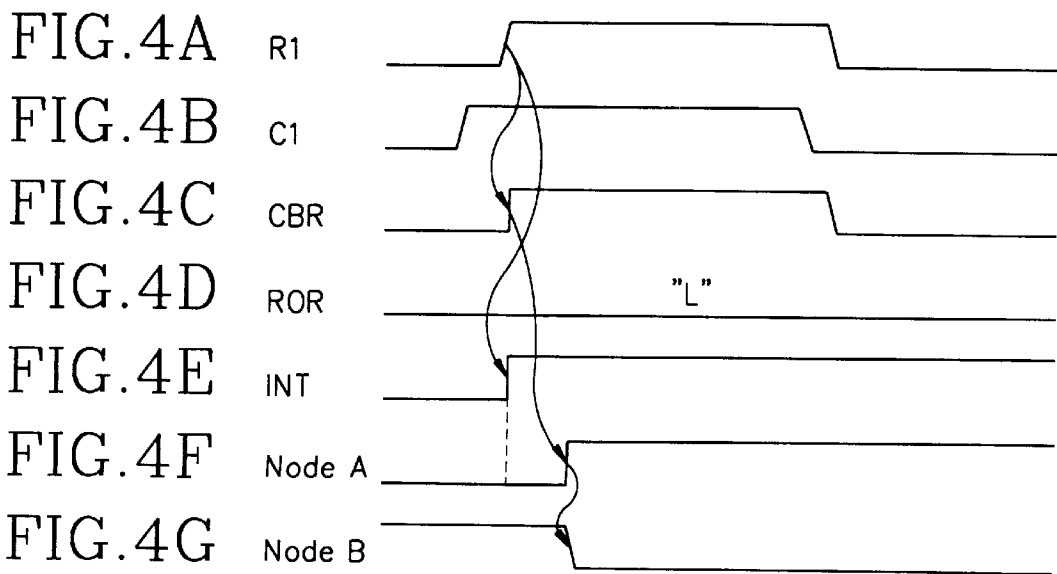 FIG.4A R1
FIG.4B C1
FIG.4C CBR
FIG.4D ROR "L"
FIG.4E INT
FIG.4F Node A
FIG.4G Node B